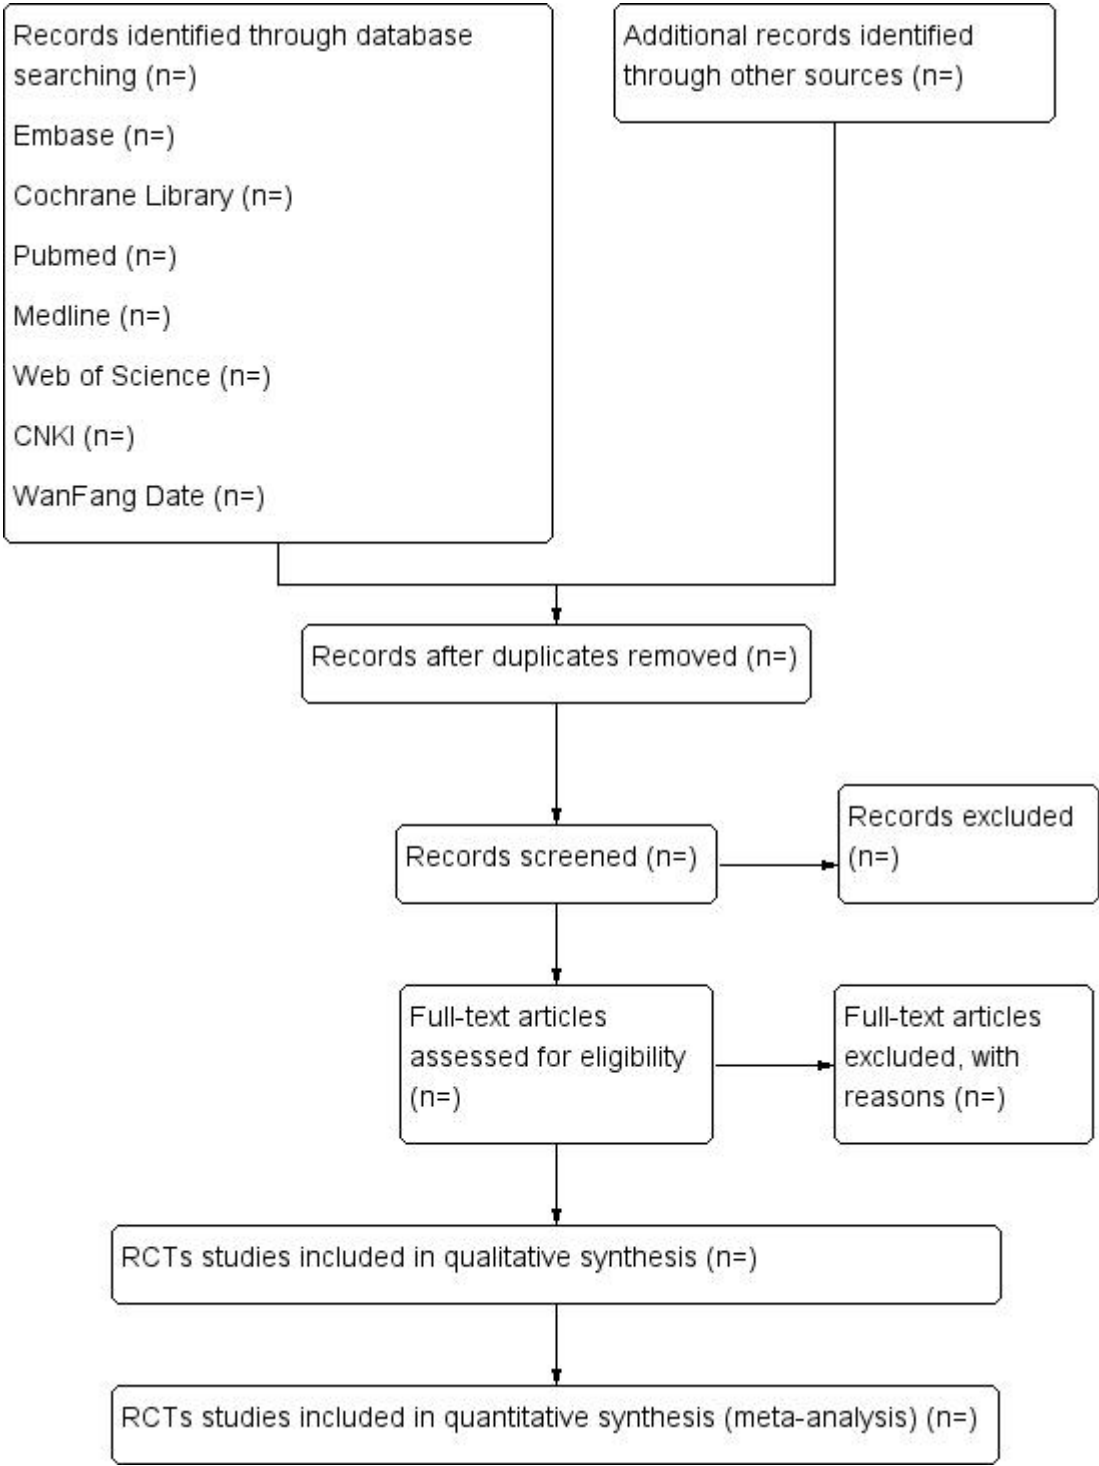 Records identified through database
searching (n=)
Embase (n=)
Cochrane Library (n=)
Pubmed (n=)
Medline (n=)
Web of Science (n=)
CNKI (n=)
WanFang Date (n=)
Additional records identified
through other sources (n=)
Records after duplicates removed (n=)
Records screened (n=)
Records excluded
(n=)
Full-text articles
assessed for eligibility
(n=)
Full-text articles
excluded, with
reasons (n=)
RCTs studies included in qualitative synthesis (n=)
RCTs studies included in quantitative synthesis (meta-analysis) (n=)